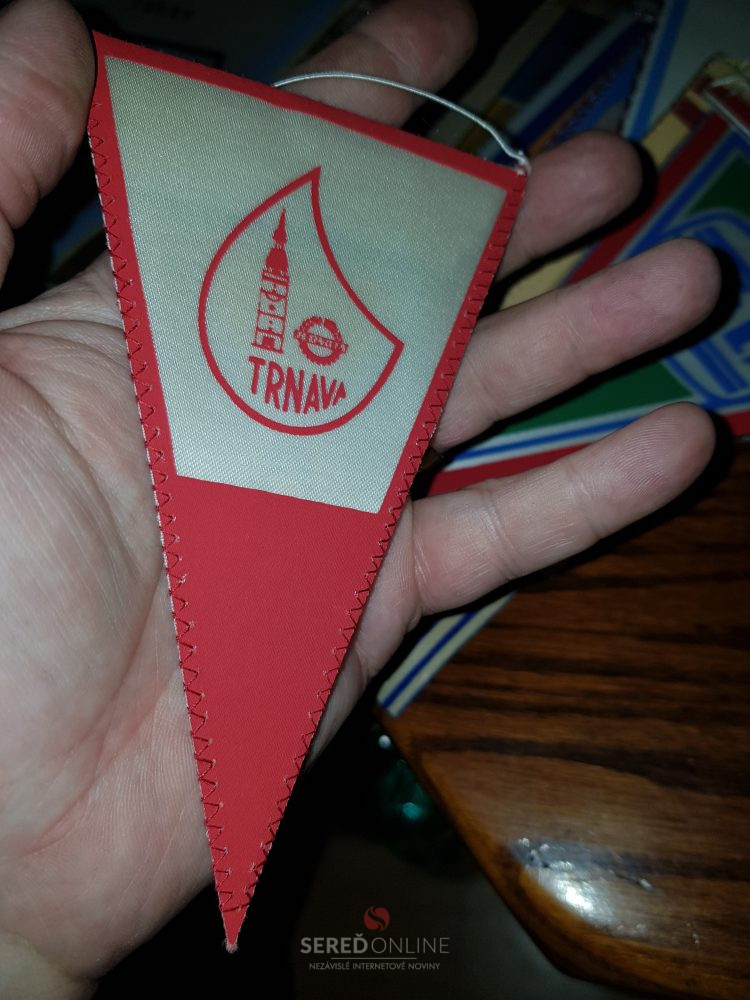 TRNAVA
SEREĎONLINE
NEZÁVISLÉ INTERNETOVÉ NOVINY